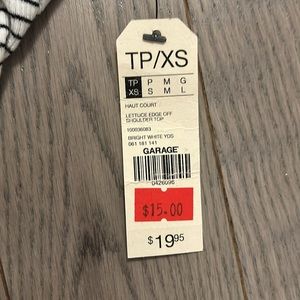 TP/XS
TP P M G
XS S M L
HAUT COURT
LETTUCE EDGE OFF
SHOULDER TOP
100036083
BRIGHT WHITE YDS
061 181 141
GARAGE
0426696
$15.00
$19.95